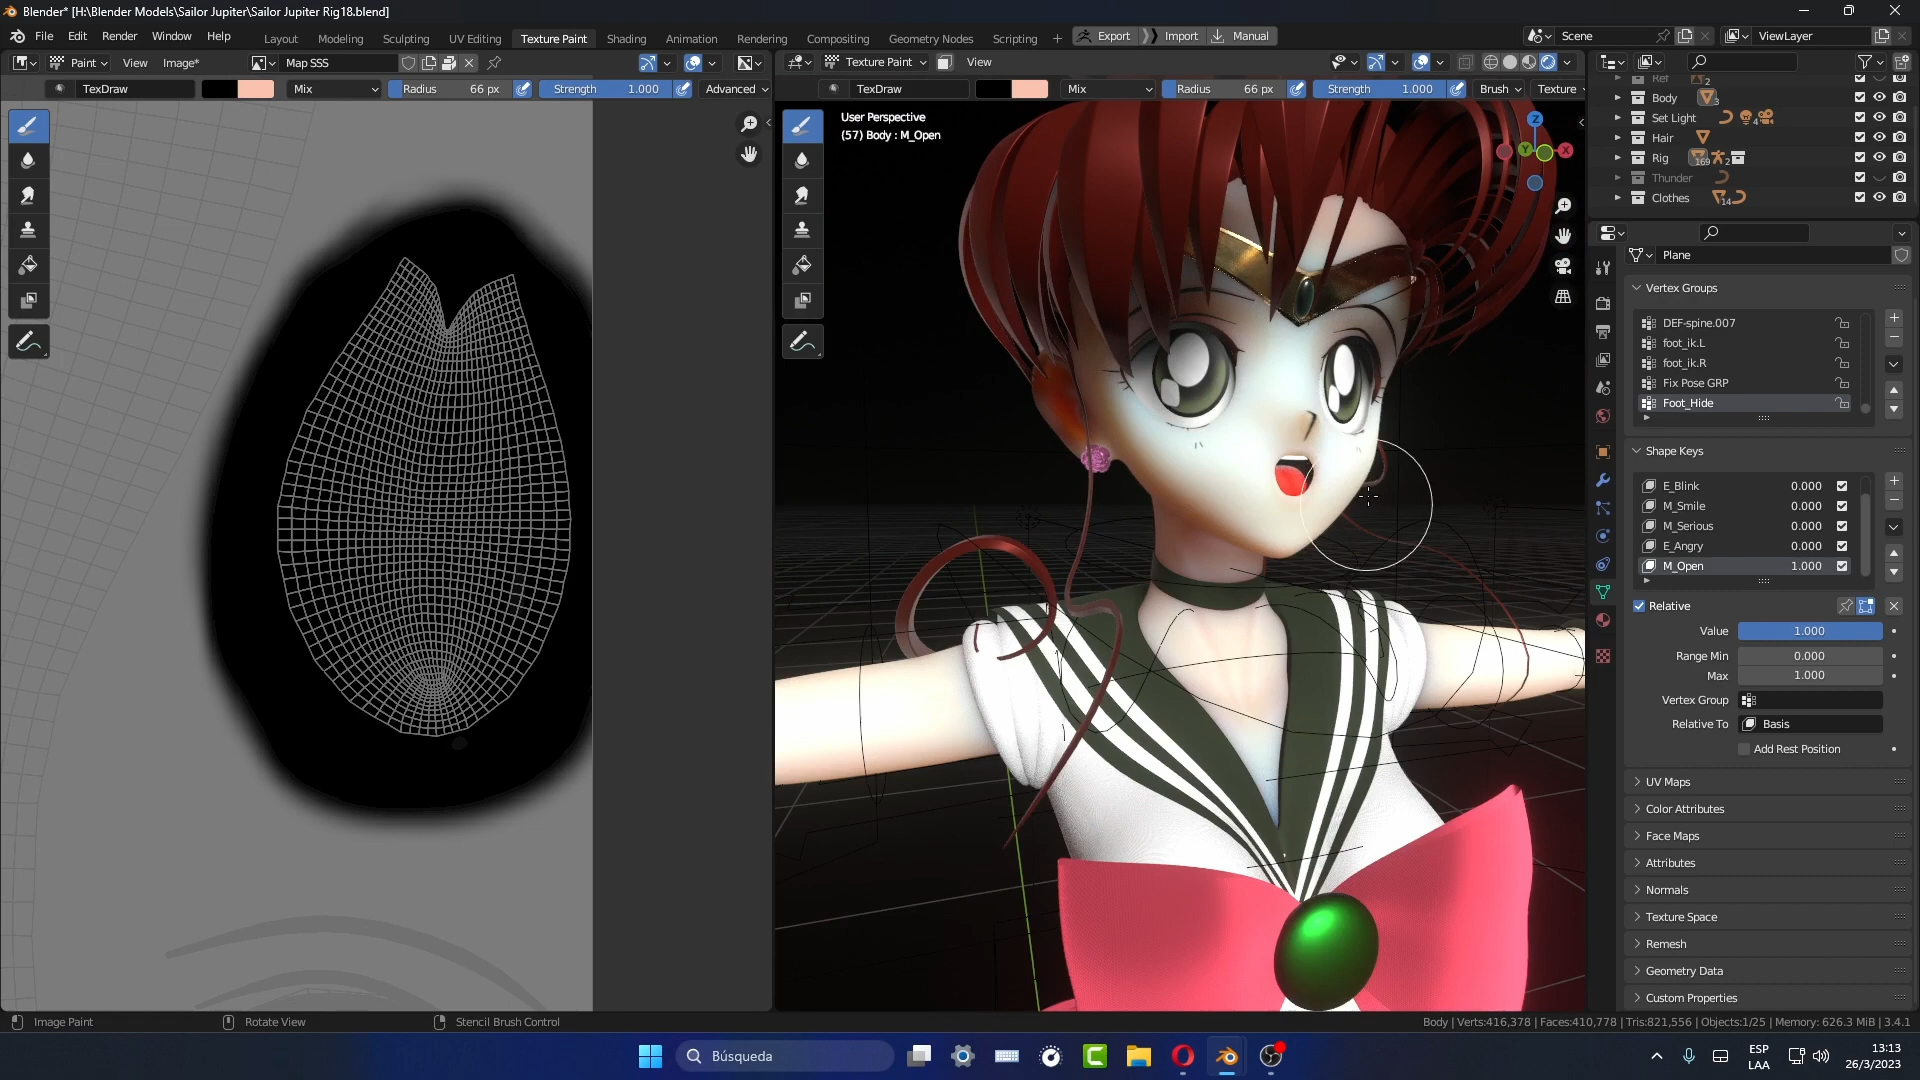 Blender* [H:\Blender Models\Sailor Jupiter\Sailor Jupiter Rig18.blend]
File Edit Render Window Help Layout Modeling Sculpting UV Editing Texture Paint Shading Animation Rendering Compositing Geometry Nodes Scripting + Export Import Manual Scene ViewLayer
Paint View Image* Map SSS Texture Paint View
TexDraw Mix Radius 66 px Strength 1.000 Advanced TexDraw Mix Radius 66 px Strength 1.000 Brush Texture
User Perspective
(57) Body : M_Open
Z
Y
X
Ref 2
Body 3
Set Light 4
Hair
Rig 169 2
Thunder
Clothes 14
Plane
Vertex Groups
DEF-spine.007
foot_ik.L
foot_ik.R
Fix Pose GRP
Foot_Hide
Shape Keys
E_Blink 0.000
M_Smile 0.000
M_Serious 0.000
E_Angry 0.000
M_Open 1.000
Relative
Value 1.000
Range Min 0.000
Max 1.000
Vertex Group
Relative To Basis
Add Rest Position
UV Maps
Color Attributes
Face Maps
Attributes
Normals
Texture Space
Remesh
Geometry Data
Custom Properties
Image Paint Rotate View Stencil Brush Control Body | Verts:416,378 | Faces:410,778 | Tris:821,556 | Objects:1/25 | Memory: 626.3 MiB | 3.4.1
Búsqueda
ESP
LAA
13:13
26/3/2023